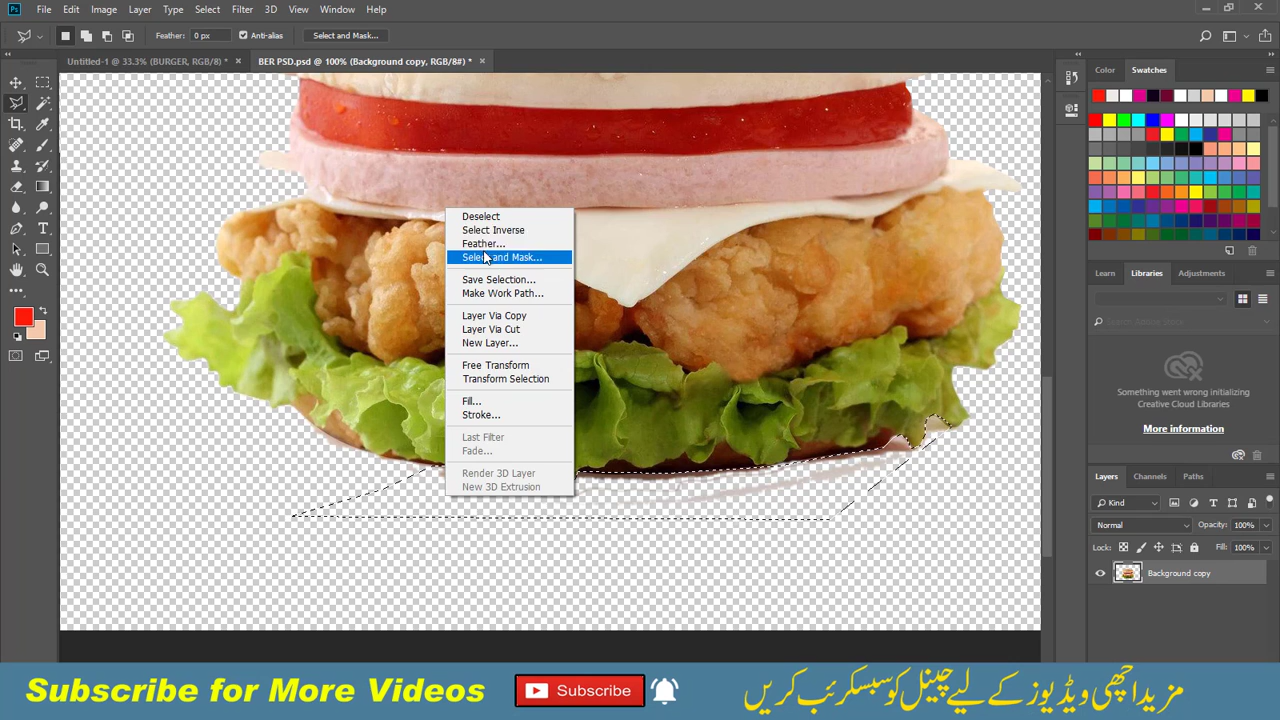 Ps File Edit Image Layer Type Select Filter 3D View Window Help
Feather: 0 px Anti-alias Select and Mask...
Untitled-1 @ 33.3% (BURGER, RGB/8) * × BER PSD.psd @ 100% (Background copy, RGB/8#) * ×
Color Swatches
Deselect
Select Inverse
Feather...
Select and Mask...
Save Selection...
Make Work Path...
Layer Via Copy
Layer Via Cut
New Layer...
Free Transform
Transform Selection
Fill...
Stroke...
Last Filter
Fade...
Render 3D Layer
New 3D Extrusion
Learn Libraries Adjustments
Something went wrong initializing
Creative Cloud Libraries
More information
Layers Channels Paths
Kind
Normal Opacity: 100%
Lock: Fill: 100%
Background copy
Subscribe for More Videos Subscribe مزید اچھی ویڈیوز کے لیے چینل کو سبسکرائب کریں